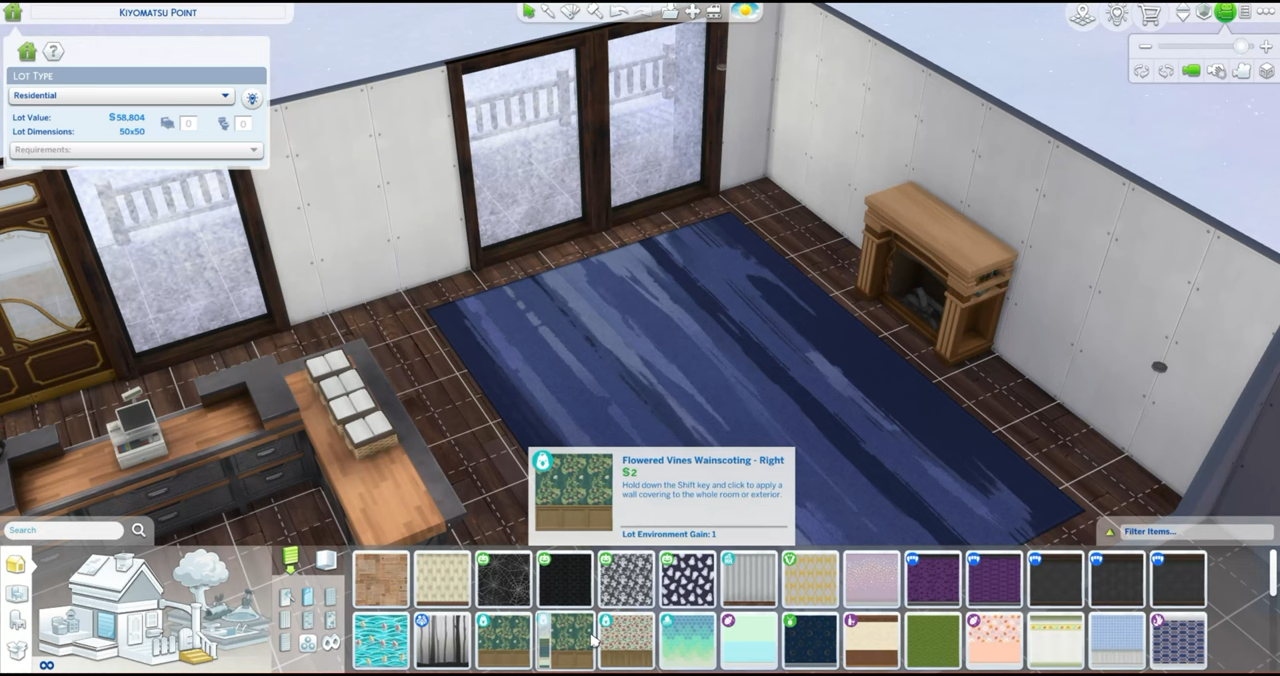 KIYOMATSU POINT
?
LOT TYPE
Residential
Lot Value: §58,804
0
0
Lot Dimensions: 50x50
Requirements:
Flowered Vines Wainscoting - Right
§2
Hold down the Shift key and click to apply a
wall covering to the whole room or exterior.
Lot Environment Gain: 1
Search
Filter Items...